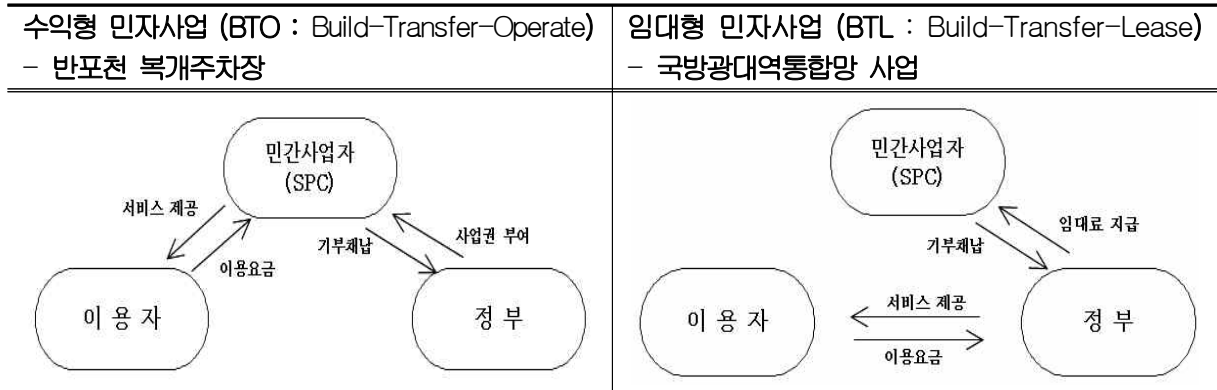 수익형 민자사업 (BTO : Build-Transfer-Operate)
- 반포천 복개주차장
임대형 민자사업 (BTL : Build-Transfer-Lease)
- 국방광대역통합망 사업
민간사업자
(SPC)
서비스 제공
이용요금
기부채납
사업권 부여
이 용 자
정 부
민간사업자
(SPC)
기부채납
임대료 지급
이 용 자
서비스 제공
이용요금
정 부